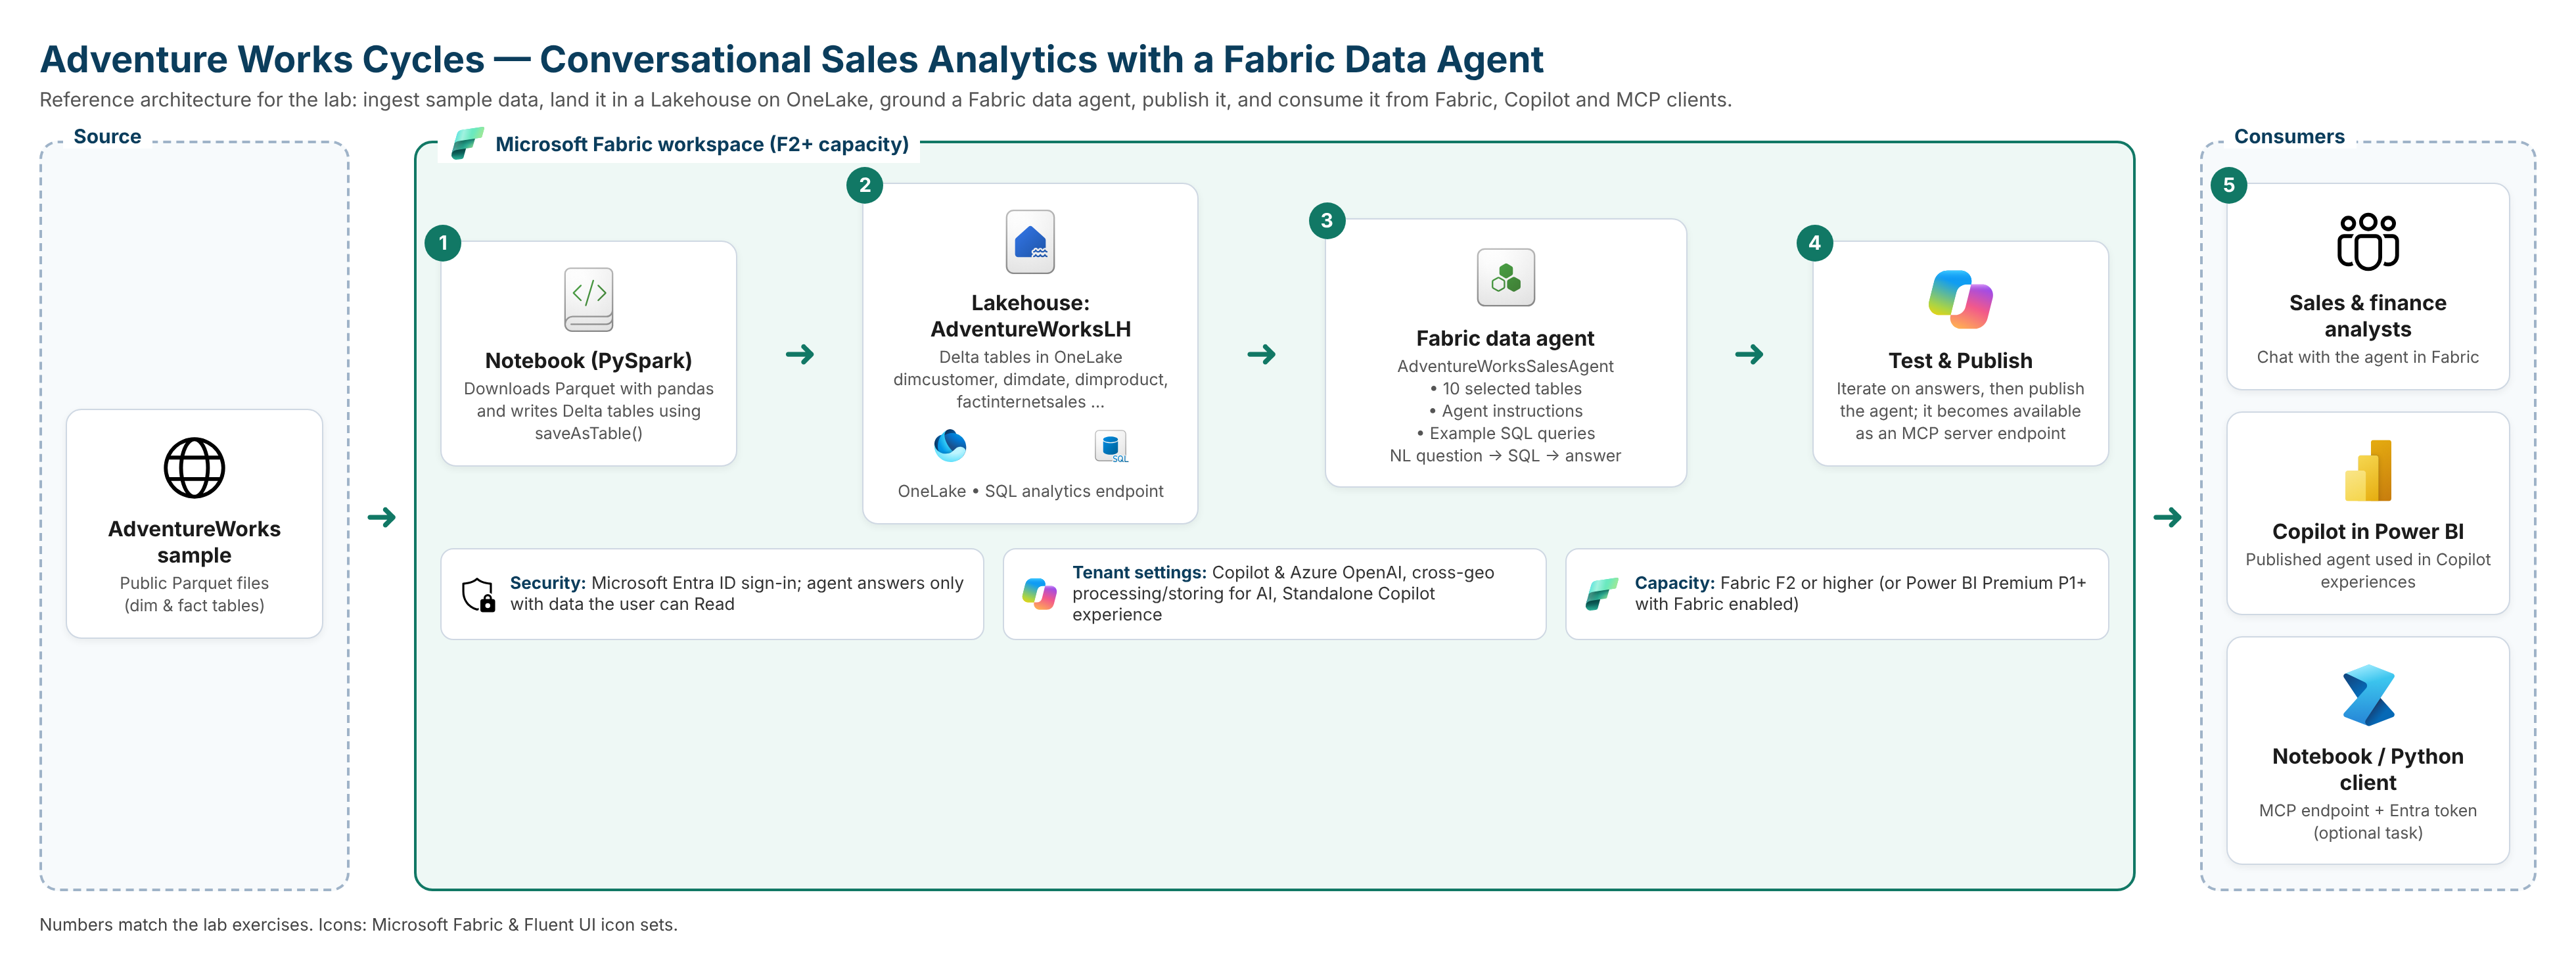 Adventure Works Cycles — Conversational Sales Analytics with a Fabric Data Agent
Reference architecture for the lab: ingest sample data, land it in a Lakehouse on OneLake, ground a Fabric data agent, publish it, and consume it from Fabric, Copilot and MCP clients.
Source
AdventureWorks
sample
Public Parquet files
(dim & fact tables)
Microsoft Fabric workspace (F2+ capacity)
1
Notebook (PySpark)
Downloads Parquet with pandas
and writes Delta tables using
saveAsTable()
2
Lakehouse:
AdventureWorksLH
Delta tables in OneLake
dimcustomer, dimdate, dimproduct,
factinternetsales ...
SQL
OneLake • SQL analytics endpoint
3
Fabric data agent
AdventureWorksSalesAgent
• 10 selected tables
• Agent instructions
• Example SQL queries
NL question → SQL → answer
4
Test & Publish
Iterate on answers, then publish
the agent; it becomes available
as an MCP server endpoint
Security: Microsoft Entra ID sign-in; agent answers only
with data the user can Read
Tenant settings: Copilot & Azure OpenAI, cross-geo
processing/storing for AI, Standalone Copilot
experience
Capacity: Fabric F2 or higher (or Power BI Premium P1+
with Fabric enabled)
Consumers
5
Sales & finance
analysts
Chat with the agent in Fabric
Copilot in Power BI
Published agent used in Copilot
experiences
Notebook / Python
client
MCP endpoint + Entra token
(optional task)
Numbers match the lab exercises. Icons: Microsoft Fabric & Fluent UI icon sets.